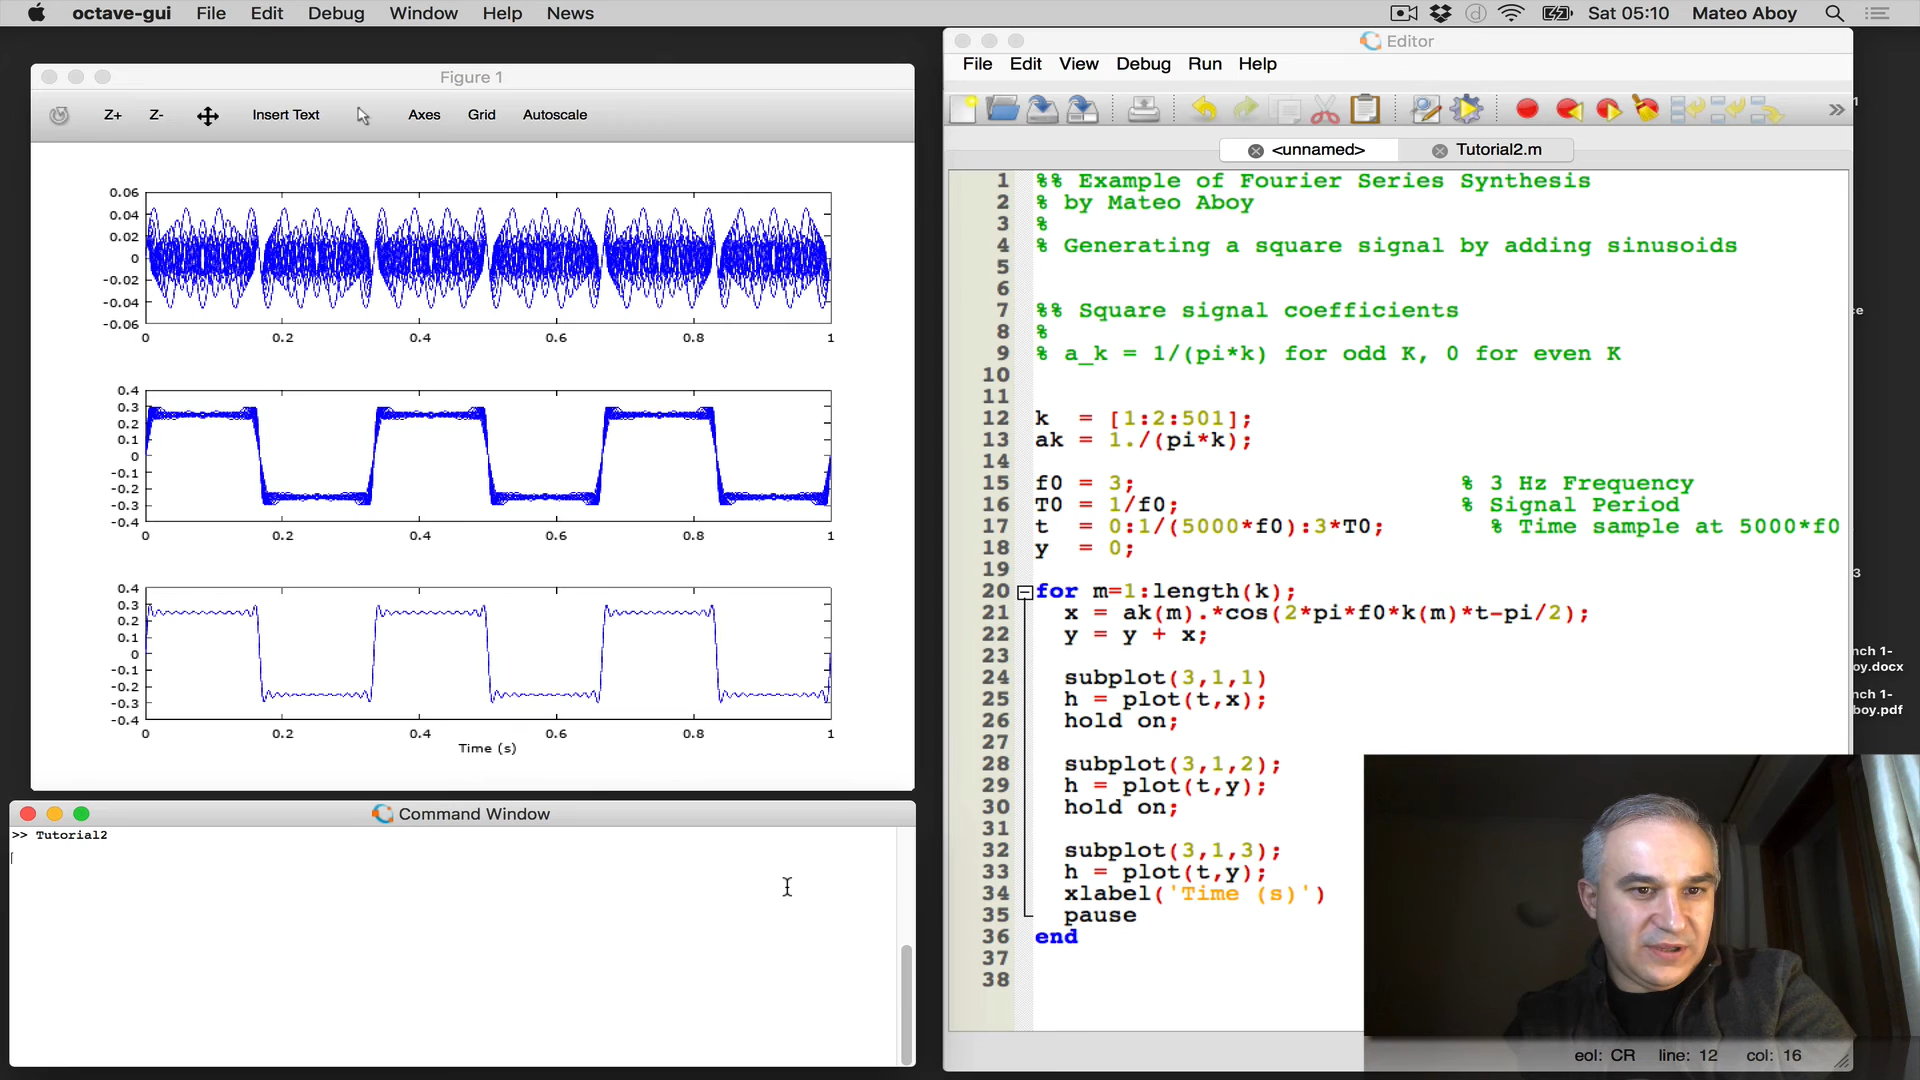 octave-gui File Edit Debug Window Help News
Sat 05:10 Mateo Aboy
Figure 1
Z+ Z- Insert Text Axes Grid Autoscale
0.06
0.04
0.02
0
-0.02
-0.04
-0.06
0 0.2 0.4 0.6 0.8 1
0.4
0.3
0.2
0.1
0
-0.1
-0.2
-0.3
-0.4
0 0.2 0.4 0.6 0.8 1
0.4
0.3
0.2
0.1
0
-0.1
-0.2
-0.3
-0.4
0 0.2 0.4 0.6 0.8 1
Time (s)
Command Window
>> Tutorial2
Editor
File Edit View Debug Run Help
<unnamed> Tutorial2.m
1 %% Example of Fourier Series Synthesis
2 % by Mateo Aboy
3 %
4 % Generating a square signal by adding sinusoids
5
6
7 %% Square signal coefficients
8 %
9 % a_k = 1/(pi*k) for odd K, 0 for even K
10
11
12 k = [1:2:501];
13 ak = 1./(pi*k);
14
15 f0 = 3; % 3 Hz Frequency
16 T0 = 1/f0; % Signal Period
17 t = 0:1/(5000*f0):3*T0; % Time sample at 5000*f0
18 y = 0;
19
20 for m=1:length(k);
21 x = ak(m).*cos(2*pi*f0*k(m)*t-pi/2);
22 y = y + x;
23
24 subplot(3,1,1)
25 h = plot(t,x);
26 hold on;
27
28 subplot(3,1,2);
29 h = plot(t,y);
30 hold on;
31
32 subplot(3,1,3);
33 h = plot(t,y);
34 xlabel('Time (s)')
35 pause
36 end
37
38
eol: CR line: 12 col: 16
1
ce
3
nch 1-
oy.docx
nch 1-
boy.pdf